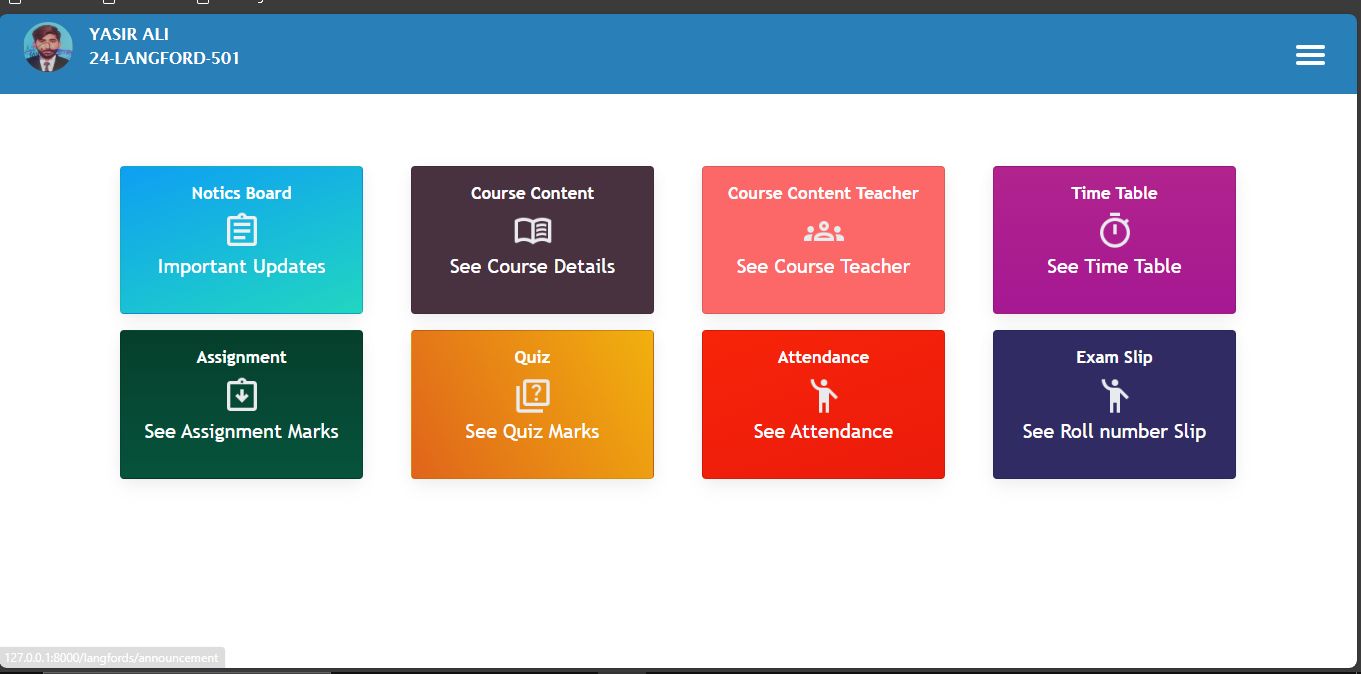 YASIR ALI
24-LANGFORD-501
Notics Board
Important Updates
Course Content
See Course Details
Course Content Teacher
See Course Teacher
Time Table
See Time Table
Assignment
See Assignment Marks
Quiz
See Quiz Marks
Attendance
See Attendance
Exam Slip
See Roll number Slip
127.0.0.1:8000/langfords/announcement